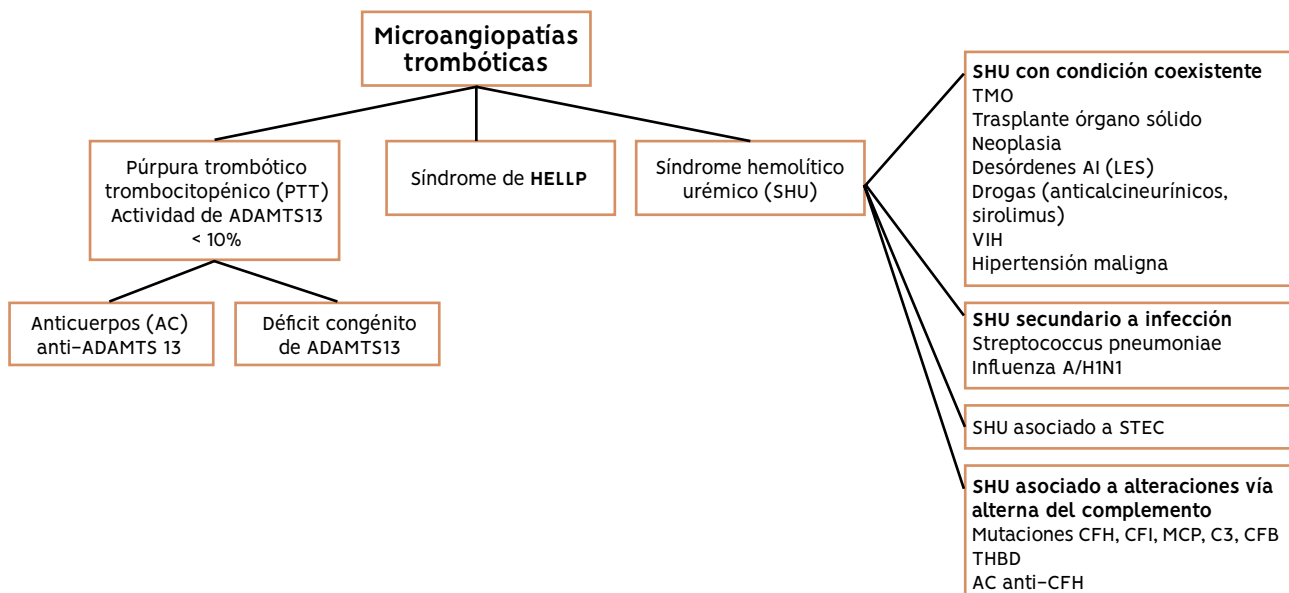 Microangiopatías
trombóticas
Púrpura trombótico
trombocitopénico (PTT)
Actividad de ADAMTS13
< 10%
Síndrome de HELLP
Síndrome hemolítico
urémico (SHU)
Anticuerpos (AC)
anti-ADAMTS 13
Déficit congénito
de ADAMTS13
SHU con condición coexistente
TMO
Trasplante órgano sólido
Neoplasia
Desórdenes AI (LES)
Drogas (anticalcineurínicos,
sirolimus)
VIH
Hipertensión maligna
SHU secundario a infección
Streptococcus pneumoniae
Influenza A/H1N1
SHU asociado a STEC
SHU asociado a alteraciones vía
alterna del complemento
Mutaciones CFH, CFI, MCP, C3, CFB
THBD
AC anti-CFH